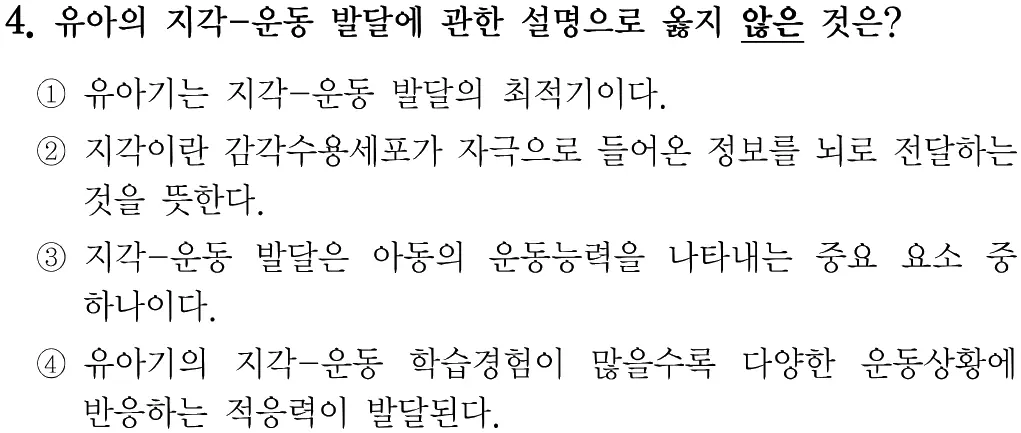 4. 유아의 지각-운동 발달에 관한 설명으로 옳지 않은 것은?
① 유아기는 지각-운동 발달의 최적기이다.
② 지각이란 감각수용세포가 자극으로 들어온 정보를 뇌로 전달하는
것을 뜻한다.
③ 지각-운동 발달은 아동의 운동능력을 나타내는 중요 요소 중
하나이다.
④ 유아기의 지각-운동 학습경험이 많을수록 다양한 운동상황에
반응하는 적응력이 발달된다.